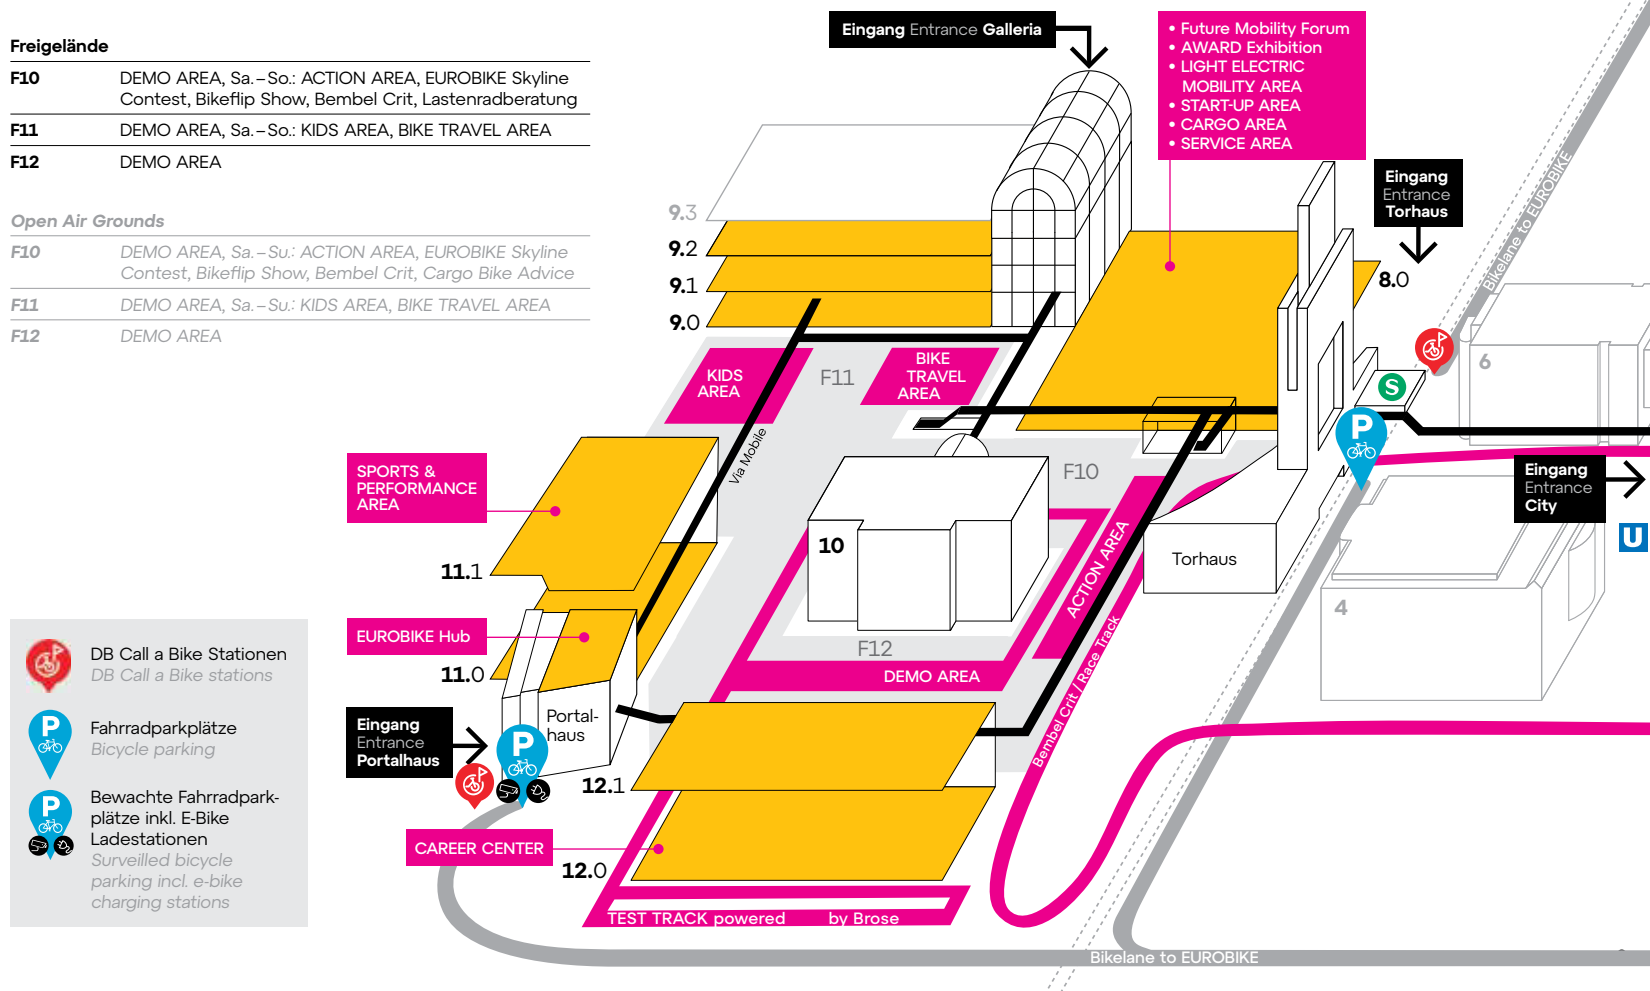 Freigelände
F10 DEMO AREA, Sa. – So.: ACTION AREA, EUROBIKE Skyline
Contest, Bikeflip Show, Bembel Crit, Lastenradberatung
F11 DEMO AREA, Sa. – So.: KIDS AREA, BIKE TRAVEL AREA
F12 DEMO AREA
Open Air Grounds
F10 DEMO AREA, Sa. – Su.: ACTION AREA, EUROBIKE Skyline
Contest, Bikeflip Show, Bembel Crit, Cargo Bike Advice
F11 DEMO AREA, Sa. – Su.: KIDS AREA, BIKE TRAVEL AREA
F12 DEMO AREA
Eingang Entrance Galleria
• Future Mobility Forum
• AWARD Exhibition
• LIGHT ELECTRIC
MOBILITY AREA
• START-UP AREA
• CARGO AREA
• SERVICE AREA
Eingang
Entrance
Torhaus
Bikelane to EUROBIKE
9.3
9.2
9.1
9.0
8.0
KIDS
AREA
F11
BIKE
TRAVEL
AREA
6
S
P
Via Mobile
F10
SPORTS &
PERFORMANCE
AREA
Eingang
Entrance
City
U
10
ACTION AREA
Torhaus
11.1
4
EUROBIKE Hub
F12
DEMO AREA
11.0
Bembel Crit / Race Track
Portal-
haus
Eingang
Entrance
Portalhaus
P
12.1
CAREER CENTER
12.0
TEST TRACK powered by Brose
Bikelane to EUROBIKE
DB Call a Bike Stationen
DB Call a Bike stations
P
Fahrradparkplätze
Bicycle parking
P
Bewachte Fahrradpark-
plätze inkl. E-Bike
Ladestationen
Surveilled bicycle
parking incl. e-bike
charging stations